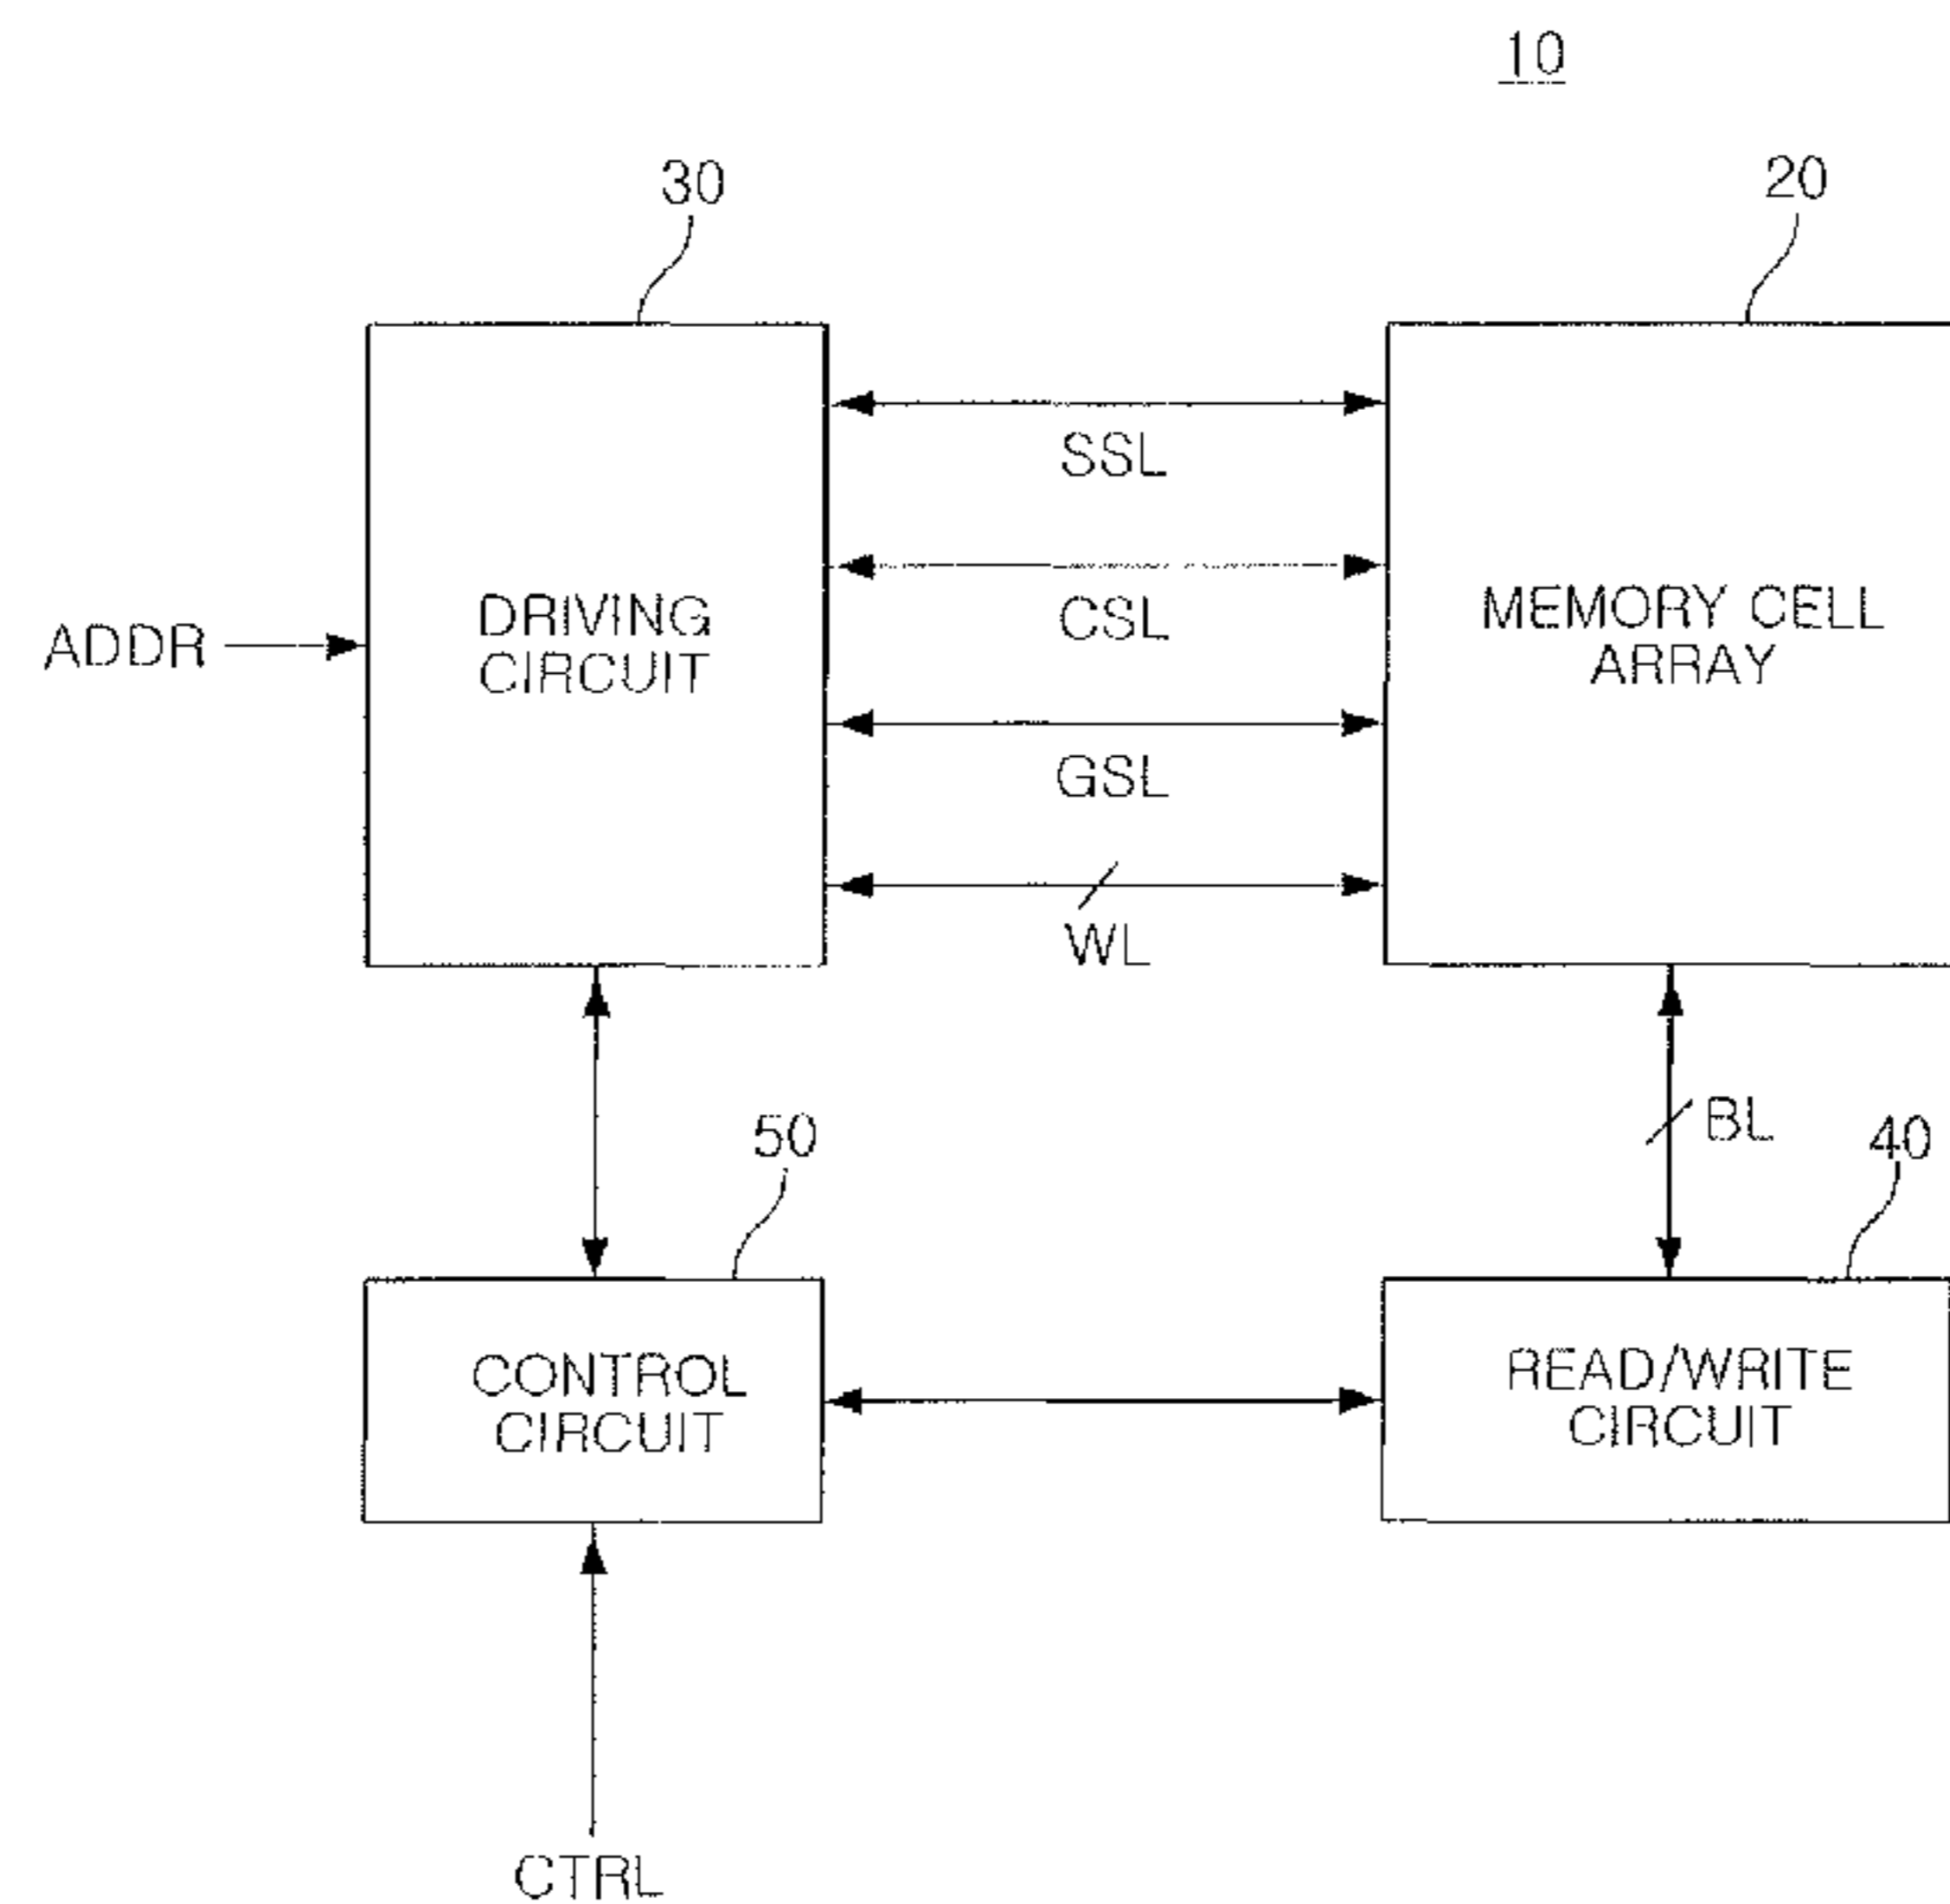 10
30
20
SSL
CSL
GSL
WL
ADDR
DRIVING
CIRCUIT
MEMORY CELL
ARRAY
BL
50
40
CONTROL
CIRCUIT
READ/WRITE
CIRCUIT
CTRL